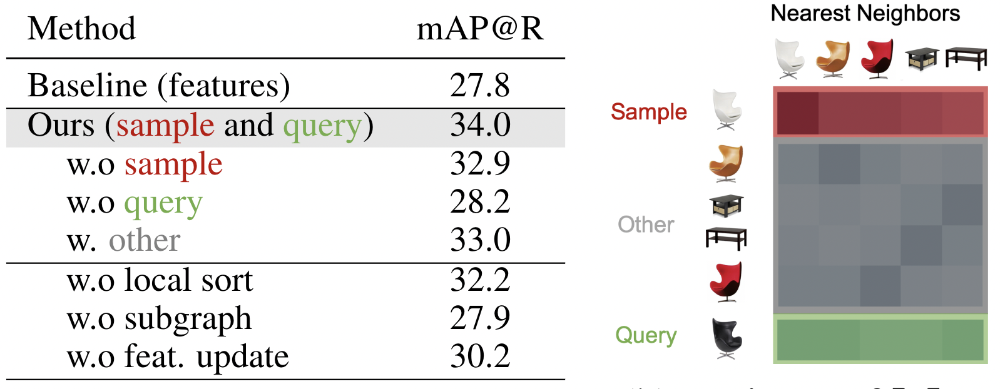 Method mAP@R
Baseline (features) 27.8
Ours (sample and query) 34.0
w.o sample 32.9
w.o query 28.2
w. other 33.0
w.o local sort 32.2
w.o subgraph 27.9
w.o feat. update 30.2
Nearest Neighbors
Sample
Other
Query